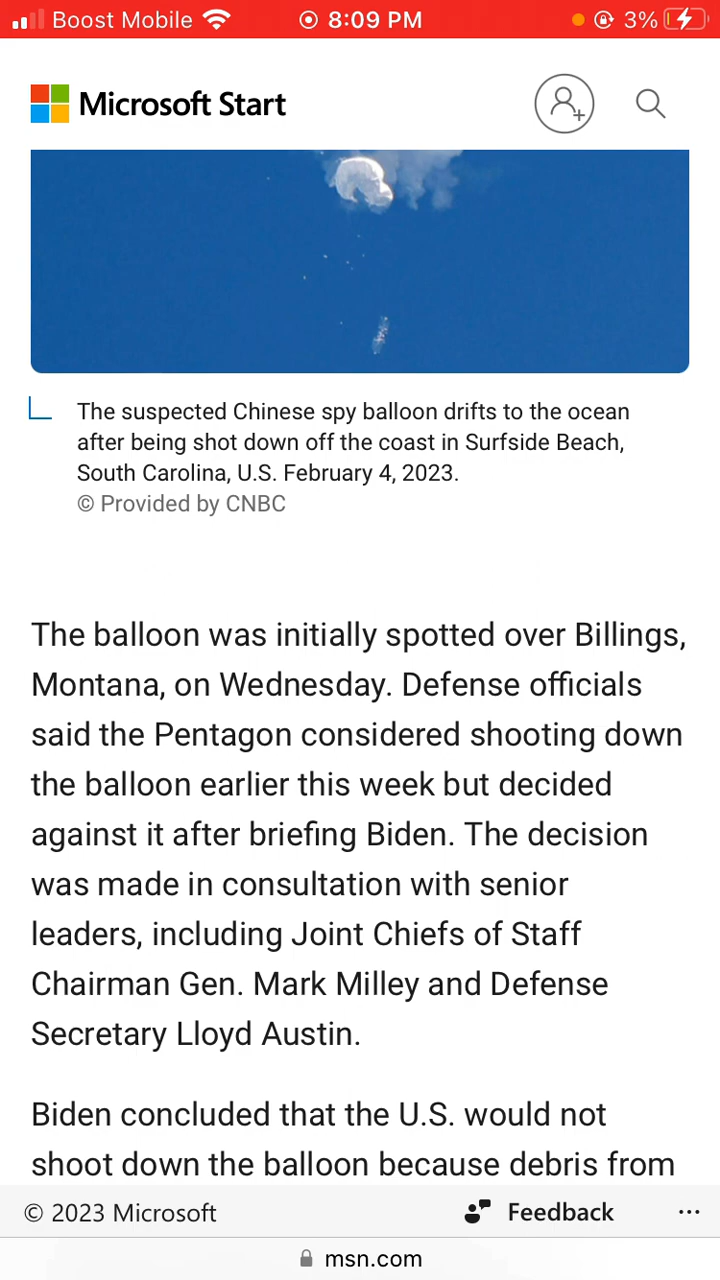 Boost Mobile 8:09 PM 3%
Microsoft Start
The suspected Chinese spy balloon drifts to the ocean
after being shot down off the coast in Surfside Beach,
South Carolina, U.S. February 4, 2023.
© Provided by CNBC
The balloon was initially spotted over Billings,
Montana, on Wednesday. Defense officials
said the Pentagon considered shooting down
the balloon earlier this week but decided
against it after briefing Biden. The decision
was made in consultation with senior
leaders, including Joint Chiefs of Staff
Chairman Gen. Mark Milley and Defense
Secretary Lloyd Austin.
Biden concluded that the U.S. would not
shoot down the balloon because debris from
© 2023 Microsoft Feedback ...
msn.com